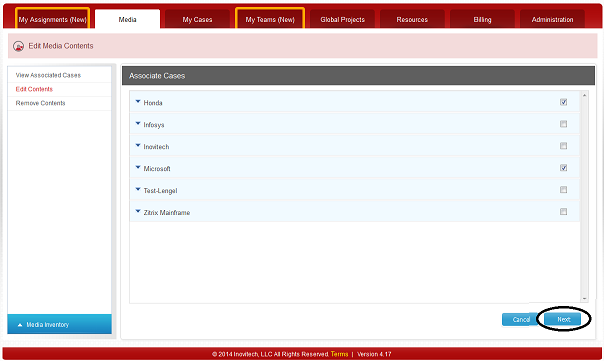 My Assignments (New) Media My Cases My Teams (New) Global Projects Resources Billing Administration
Edit Media Contents
View Associated Cases
Edit Contents
Remove Contents
Associate Cases
Honda
Infosys
Inovitech
Microsoft
Test-Lengel
Zitrix Mainframe
Media Inventory
Cancel Next
© 2014 Inovitech, LLC All Rights Reserved. Terms | Version 4.17